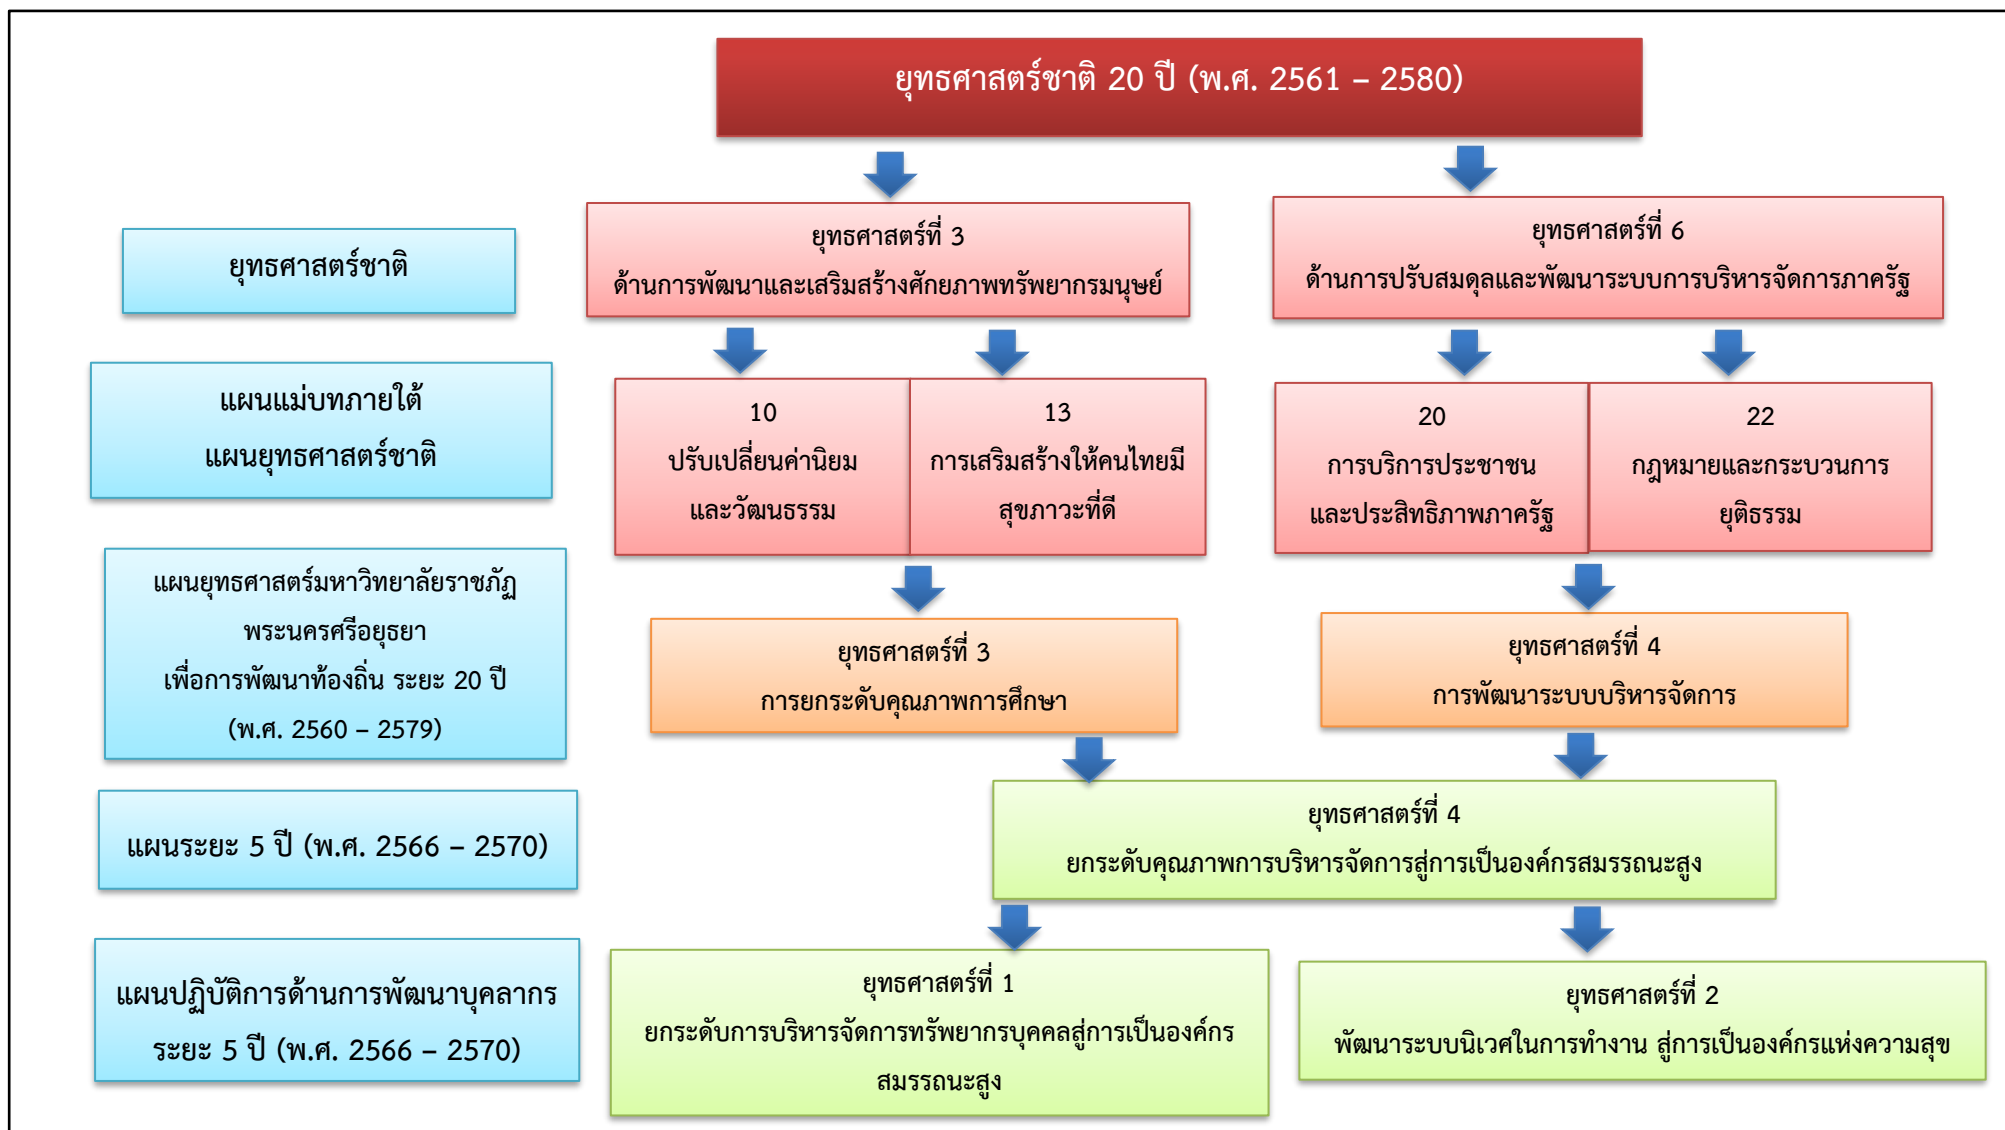 ยุทธศาสตร์ชาติ 20 ปี (พ.ศ. 2561 – 2580)
ยุทธศาสตร์ชาติ
ยุทธศาสตร์ที่ 3
ด้านการพัฒนาและเสริมสร้างศักยภาพทรัพยากรมนุษย์
ยุทธศาสตร์ที่ 6
ด้านการปรับสมดุลและพัฒนาระบบการบริหารจัดการภาครัฐ
แผนแม่บทภายใต้
แผนยุทธศาสตร์ชาติ
10
ปรับเปลี่ยนค่านิยม
และวัฒนธรรม
13
การเสริมสร้างให้คนไทยมี
สุขภาวะที่ดี
20
การบริการประชาชน
และประสิทธิภาพภาครัฐ
22
กฎหมายและกระบวนการ
ยุติธรรม
แผนยุทธศาสตร์มหาวิทยาลัยราชภัฏ
พระนครศรีอยุธยา
เพื่อการพัฒนาท้องถิ่น ระยะ 20 ปี
(พ.ศ. 2560 – 2579)
ยุทธศาสตร์ที่ 3
การยกระดับคุณภาพการศึกษา
ยุทธศาสตร์ที่ 4
การพัฒนาระบบบริหารจัดการ
แผนระยะ 5 ปี (พ.ศ. 2566 – 2570)
ยุทธศาสตร์ที่ 4
ยกระดับคุณภาพการบริหารจัดการสู่การเป็นองค์กรสมรรถนะสูง
แผนปฏิบัติการด้านการพัฒนาบุคลากร
ระยะ 5 ปี (พ.ศ. 2566 – 2570)
ยุทธศาสตร์ที่ 1
ยกระดับการบริหารจัดการทรัพยากรบุคคลสู่การเป็นองค์กร
สมรรถนะสูง
ยุทธศาสตร์ที่ 2
พัฒนาระบบนิเวศในการทำงาน สู่การเป็นองค์กรแห่งความสุข